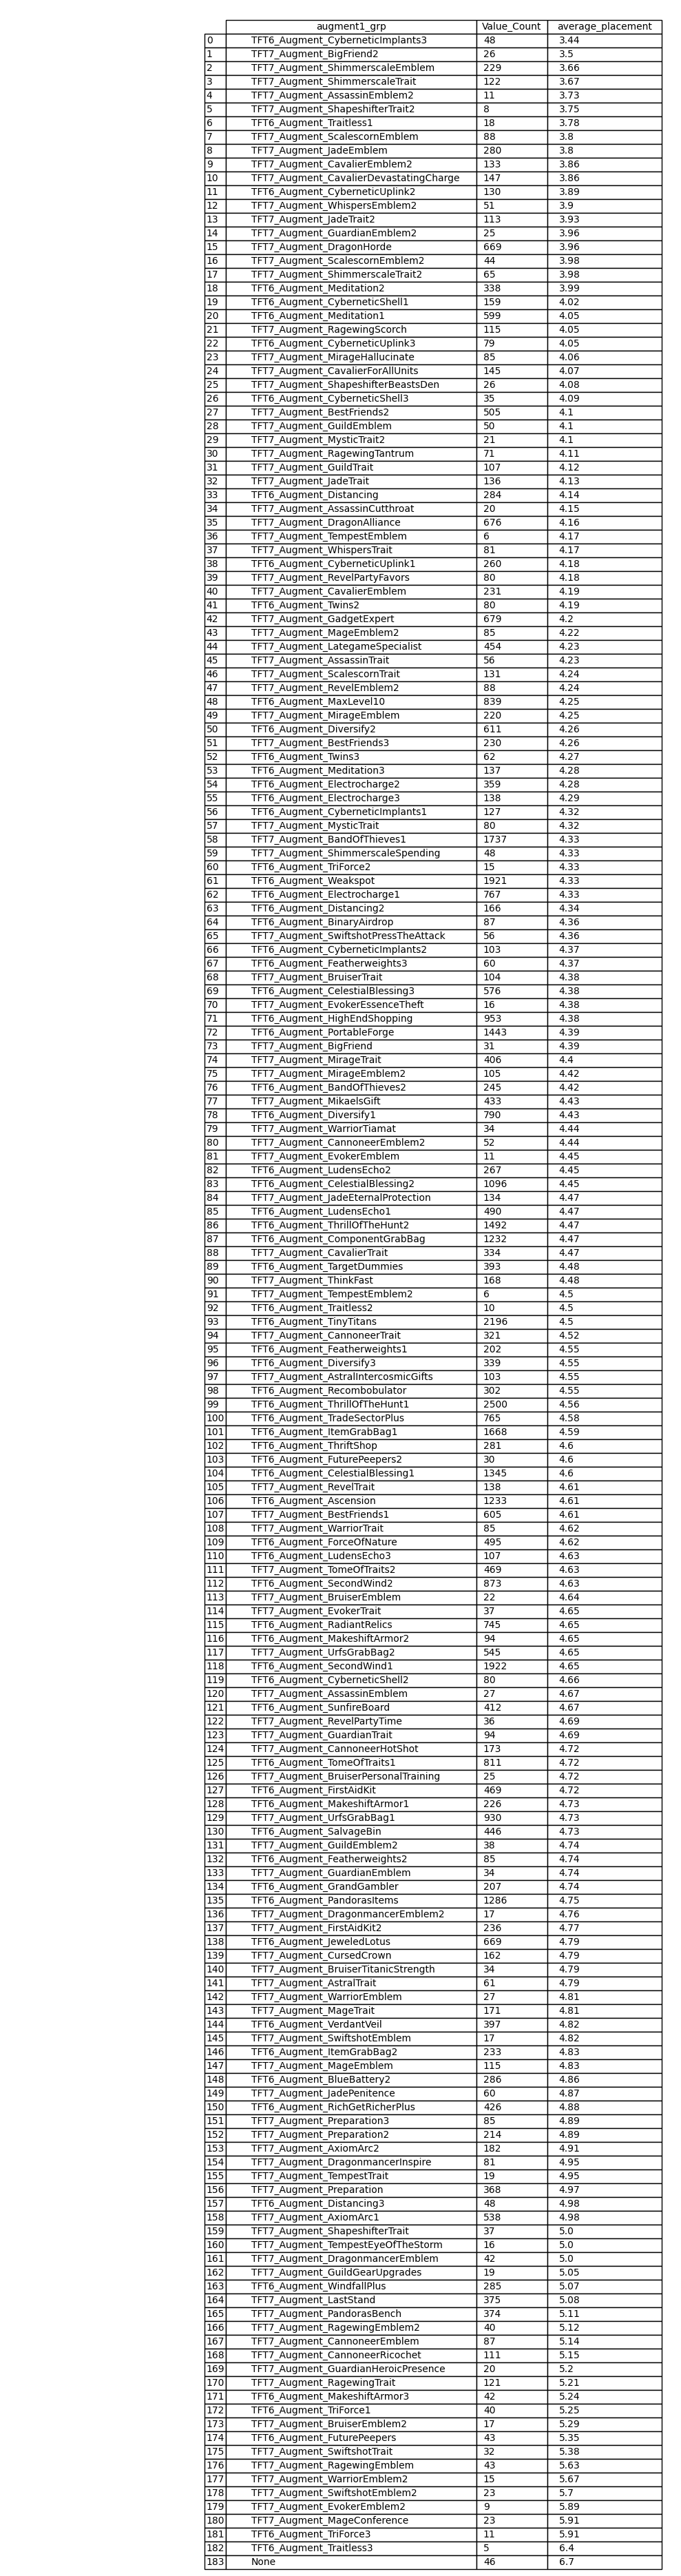 augment1_grp Value_Count average_placement
0 TFT6_Augment_CyberneticImplants3 48 3.44
1 TFT7_Augment_BigFriend2 26 3.5
2 TFT7_Augment_ShimmerscaleEmblem 229 3.66
3 TFT7_Augment_ShimmerscaleTrait 122 3.67
4 TFT7_Augment_AssassinEmblem2 11 3.73
5 TFT7_Augment_ShapeshifterTrait2 8 3.75
6 TFT6_Augment_Traitless1 18 3.78
7 TFT7_Augment_ScalescornEmblem 88 3.8
8 TFT7_Augment_JadeEmblem 280 3.8
9 TFT7_Augment_CavalierEmblem2 133 3.86
10 TFT7_Augment_CavalierDevastatingCharge 147 3.86
11 TFT6_Augment_CyberneticUplink2 130 3.89
12 TFT7_Augment_WhispersEmblem2 51 3.9
13 TFT7_Augment_JadeTrait2 113 3.93
14 TFT7_Augment_GuardianEmblem2 25 3.96
15 TFT7_Augment_DragonHorde 669 3.96
16 TFT7_Augment_ScalescornEmblem2 44 3.98
17 TFT7_Augment_ShimmerscaleTrait2 65 3.98
18 TFT6_Augment_Meditation2 338 3.99
19 TFT6_Augment_CyberneticShell1 159 4.02
20 TFT6_Augment_Meditation1 599 4.05
21 TFT7_Augment_RagewingScorch 115 4.05
22 TFT6_Augment_CyberneticUplink3 79 4.05
23 TFT7_Augment_MirageHallucinate 85 4.06
24 TFT7_Augment_CavalierForAllUnits 145 4.07
25 TFT7_Augment_ShapeshifterBeastsDen 26 4.08
26 TFT6_Augment_CyberneticShell3 35 4.09
27 TFT7_Augment_BestFriends2 505 4.1
28 TFT7_Augment_GuildEmblem 50 4.1
29 TFT7_Augment_MysticTrait2 21 4.1
30 TFT7_Augment_RagewingTantrum 71 4.11
31 TFT7_Augment_GuildTrait 107 4.12
32 TFT7_Augment_JadeTrait 136 4.13
33 TFT6_Augment_Distancing 284 4.14
34 TFT7_Augment_AssassinCutthroat 20 4.15
35 TFT7_Augment_DragonAlliance 676 4.16
36 TFT7_Augment_TempestEmblem 6 4.17
37 TFT7_Augment_WhispersTrait 81 4.17
38 TFT6_Augment_CyberneticUplink1 260 4.18
39 TFT7_Augment_RevelPartyFavors 80 4.18
40 TFT7_Augment_CavalierEmblem 231 4.19
41 TFT6_Augment_Twins2 80 4.19
42 TFT7_Augment_GadgetExpert 679 4.2
43 TFT7_Augment_MageEmblem2 85 4.22
44 TFT7_Augment_LategameSpecialist 454 4.23
45 TFT7_Augment_AssassinTrait 56 4.23
46 TFT7_Augment_ScalescornTrait 131 4.24
47 TFT7_Augment_RevelEmblem2 88 4.24
48 TFT6_Augment_MaxLevel10 839 4.25
49 TFT7_Augment_MirageEmblem 220 4.25
50 TFT6_Augment_Diversify2 611 4.26
51 TFT7_Augment_BestFriends3 230 4.26
52 TFT6_Augment_Twins3 62 4.27
53 TFT6_Augment_Meditation3 137 4.28
54 TFT6_Augment_Electrocharge2 359 4.28
55 TFT6_Augment_Electrocharge3 138 4.29
56 TFT6_Augment_CyberneticImplants1 127 4.32
57 TFT7_Augment_MysticTrait 80 4.32
58 TFT7_Augment_BandOfThieves1 1737 4.33
59 TFT7_Augment_ShimmerscaleSpending 48 4.33
60 TFT6_Augment_TriForce2 15 4.33
61 TFT6_Augment_Weakspot 1921 4.33
62 TFT6_Augment_Electrocharge1 767 4.33
63 TFT6_Augment_Distancing2 166 4.34
64 TFT6_Augment_BinaryAirdrop 87 4.36
65 TFT7_Augment_SwiftshotPressTheAttack 56 4.36
66 TFT6_Augment_CyberneticImplants2 103 4.37
67 TFT6_Augment_Featherweights3 60 4.37
68 TFT7_Augment_BruiserTrait 104 4.38
69 TFT6_Augment_CelestialBlessing3 576 4.38
70 TFT7_Augment_EvokerEssenceTheft 16 4.38
71 TFT6_Augment_HighEndShopping 953 4.38
72 TFT6_Augment_PortableForge 1443 4.39
73 TFT7_Augment_BigFriend 31 4.39
74 TFT7_Augment_MirageTrait 406 4.4
75 TFT7_Augment_MirageEmblem2 105 4.42
76 TFT6_Augment_BandOfThieves2 245 4.42
77 TFT7_Augment_MikaelsGift 433 4.43
78 TFT6_Augment_Diversify1 790 4.43
79 TFT7_Augment_WarriorTiamat 34 4.44
80 TFT7_Augment_CannoneerEmblem2 52 4.44
81 TFT7_Augment_EvokerEmblem 11 4.45
82 TFT6_Augment_LudensEcho2 267 4.45
83 TFT6_Augment_CelestialBlessing2 1096 4.45
84 TFT7_Augment_JadeEternalProtection 134 4.47
85 TFT6_Augment_LudensEcho1 490 4.47
86 TFT6_Augment_ThrillOfTheHunt2 1492 4.47
87 TFT6_Augment_ComponentGrabBag 1232 4.47
88 TFT7_Augment_CavalierTrait 334 4.47
89 TFT6_Augment_TargetDummies 393 4.48
90 TFT7_Augment_ThinkFast 168 4.48
91 TFT7_Augment_TempestEmblem2 6 4.5
92 TFT6_Augment_Traitless2 10 4.5
93 TFT6_Augment_TinyTitans 2196 4.5
94 TFT7_Augment_CannoneerTrait 321 4.52
95 TFT6_Augment_Featherweights1 202 4.55
96 TFT6_Augment_Diversify3 339 4.55
97 TFT7_Augment_AstralIntercosmicGifts 103 4.55
98 TFT6_Augment_Recombobulator 302 4.55
99 TFT6_Augment_ThrillOfTheHunt1 2500 4.56
100 TFT6_Augment_TradeSectorPlus 765 4.58
101 TFT6_Augment_ItemGrabBag1 1668 4.59
102 TFT6_Augment_ThriftShop 281 4.6
103 TFT6_Augment_FuturePeepers2 30 4.6
104 TFT6_Augment_CelestialBlessing1 1345 4.6
105 TFT7_Augment_RevelTrait 138 4.61
106 TFT6_Augment_Ascension 1233 4.61
107 TFT7_Augment_BestFriends1 605 4.61
108 TFT7_Augment_WarriorTrait 85 4.62
109 TFT6_Augment_ForceOfNature 495 4.62
110 TFT6_Augment_LudensEcho3 107 4.63
111 TFT7_Augment_TomeOfTraits2 469 4.63
112 TFT6_Augment_SecondWind2 873 4.63
113 TFT7_Augment_BruiserEmblem 22 4.64
114 TFT7_Augment_EvokerTrait 37 4.65
115 TFT6_Augment_RadiantRelics 745 4.65
116 TFT6_Augment_MakeshiftArmor2 94 4.65
117 TFT7_Augment_UrfsGrabBag2 545 4.65
118 TFT6_Augment_SecondWind1 1922 4.65
119 TFT6_Augment_CyberneticShell2 80 4.66
120 TFT7_Augment_AssassinEmblem 27 4.67
121 TFT6_Augment_SunfireBoard 412 4.67
122 TFT7_Augment_RevelPartyTime 36 4.69
123 TFT7_Augment_GuardianTrait 94 4.69
124 TFT7_Augment_CannoneerHotShot 173 4.72
125 TFT6_Augment_TomeOfTraits1 811 4.72
126 TFT7_Augment_BruiserPersonalTraining 25 4.72
127 TFT6_Augment_FirstAidKit 469 4.72
128 TFT6_Augment_MakeshiftArmor1 226 4.73
129 TFT7_Augment_UrfsGrabBag1 930 4.73
130 TFT6_Augment_SalvageBin 446 4.73
131 TFT7_Augment_GuildEmblem2 38 4.74
132 TFT6_Augment_Featherweights2 85 4.74
133 TFT7_Augment_GuardianEmblem 34 4.74
134 TFT6_Augment_GrandGambler 207 4.74
135 TFT6_Augment_PandorasItems 1286 4.75
136 TFT7_Augment_DragonmancerEmblem2 17 4.76
137 TFT7_Augment_FirstAidKit2 236 4.77
138 TFT6_Augment_JeweledLotus 669 4.79
139 TFT7_Augment_CursedCrown 162 4.79
140 TFT7_Augment_BruiserTitanicStrength 34 4.79
141 TFT7_Augment_AstralTrait 61 4.79
142 TFT7_Augment_WarriorEmblem 27 4.81
143 TFT7_Augment_MageTrait 171 4.81
144 TFT6_Augment_VerdantVeil 397 4.82
145 TFT7_Augment_SwiftshotEmblem 17 4.82
146 TFT6_Augment_ItemGrabBag2 233 4.83
147 TFT7_Augment_MageEmblem 115 4.83
148 TFT6_Augment_BlueBattery2 286 4.86
149 TFT7_Augment_JadePenitence 60 4.87
150 TFT6_Augment_RichGetRicherPlus 426 4.88
151 TFT7_Augment_Preparation3 85 4.89
152 TFT7_Augment_Preparation2 214 4.89
153 TFT7_Augment_AxiomArc2 182 4.91
154 TFT7_Augment_DragonmancerInspire 81 4.95
155 TFT7_Augment_TempestTrait 19 4.95
156 TFT7_Augment_Preparation 368 4.97
157 TFT6_Augment_Distancing3 48 4.98
158 TFT7_Augment_AxiomArc1 538 4.98
159 TFT7_Augment_ShapeshifterTrait 37 5.0
160 TFT7_Augment_TempestEyeOfTheStorm 16 5.0
161 TFT7_Augment_DragonmancerEmblem 42 5.0
162 TFT7_Augment_GuildGearUpgrades 19 5.05
163 TFT6_Augment_WindfallPlus 285 5.07
164 TFT7_Augment_LastStand 375 5.08
165 TFT7_Augment_PandorasBench 374 5.11
166 TFT7_Augment_RagewingEmblem2 40 5.12
167 TFT7_Augment_CannoneerEmblem 87 5.14
168 TFT7_Augment_CannoneerRicochet 111 5.15
169 TFT7_Augment_GuardianHeroicPresence 20 5.2
170 TFT7_Augment_RagewingTrait 121 5.21
171 TFT6_Augment_MakeshiftArmor3 42 5.24
172 TFT6_Augment_TriForce1 40 5.25
173 TFT7_Augment_BruiserEmblem2 17 5.29
174 TFT6_Augment_FuturePeepers 43 5.35
175 TFT7_Augment_SwiftshotTrait 32 5.38
176 TFT7_Augment_RagewingEmblem 43 5.63
177 TFT7_Augment_WarriorEmblem2 15 5.67
178 TFT7_Augment_SwiftshotEmblem2 23 5.7
179 TFT7_Augment_EvokerEmblem2 9 5.89
180 TFT7_Augment_MageConference 23 5.91
181 TFT6_Augment_TriForce3 11 5.91
182 TFT6_Augment_Traitless3 5 6.4
183 None 46 6.7